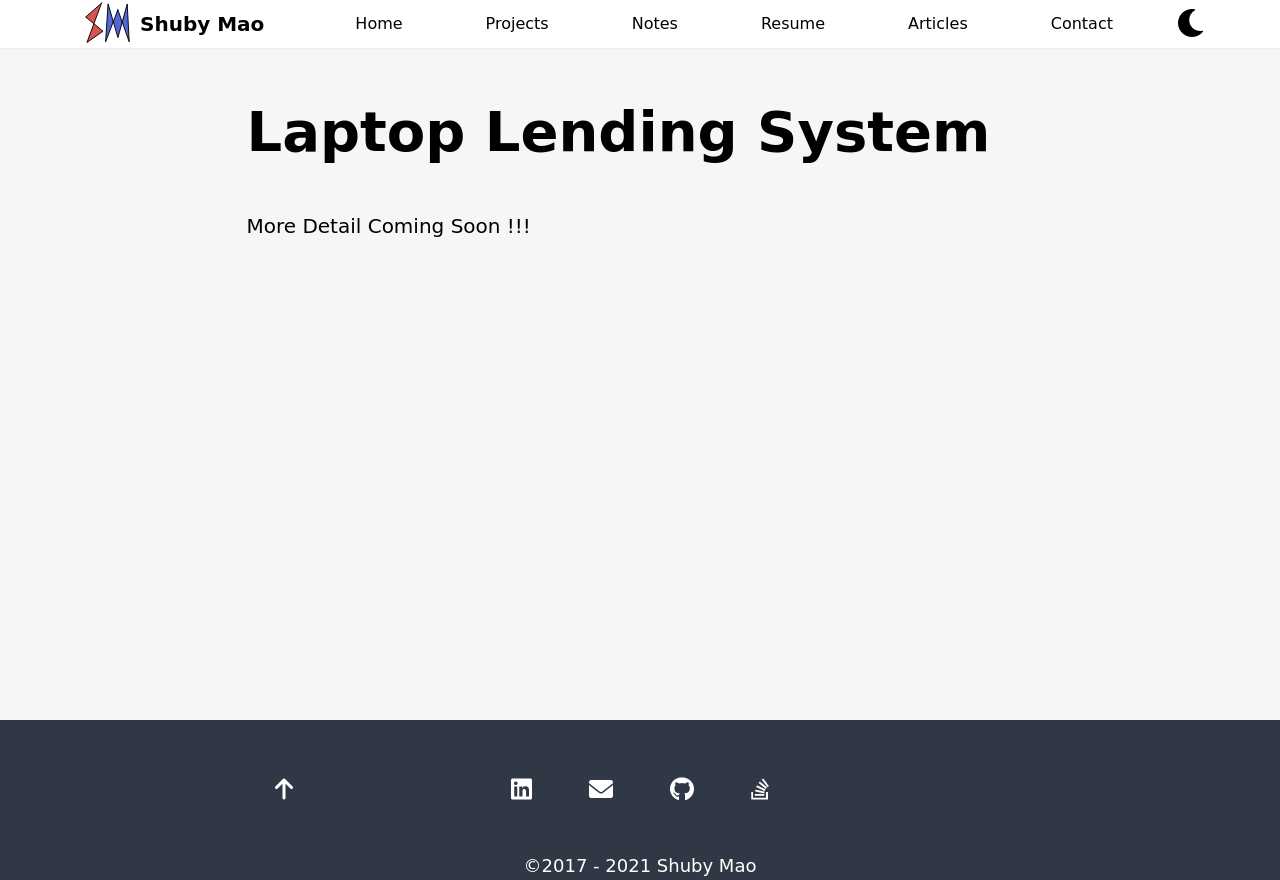 Shuby Mao
Home
Projects
Notes
Resume
Articles
Contact
Laptop Lending System
More Detail Coming Soon !!!
©2017 - 2021 Shuby Mao